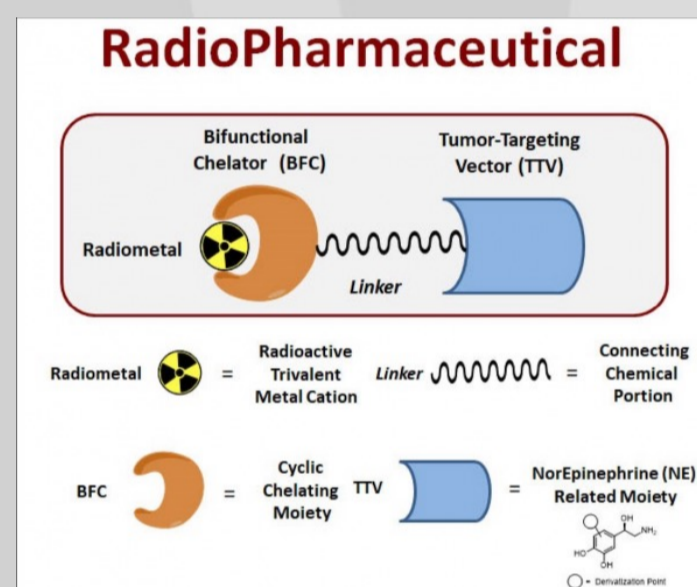 RadioPharmaceutical
Bifunctional
Chelator (BFC)
Tumor-Targeting
Vector (TTV)
Radiometal
Linker
Radiometal
=
Radioactive
Trivalent
Metal Cation
Linker
=
Connecting
Chemical
Portion
BFC
=
Cyclic
Chelating
Moiety
TTV
=
NorEpinephrine (NE)
Related Moiety
OH
NH2
HO
OH
= Derivatization Point